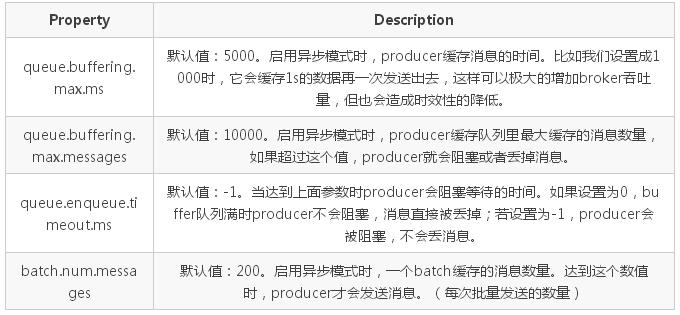 Property
Description
queue.buffering.
max.ms
默认值：5000。启用异步模式时，producer缓存消息的时间。比如我们设置成1
000时，它会缓存1s的数据再一次发送出去，这样可以极大的增加broker吞吐
量，但也会造成时效性的降低。
queue.buffering.
max.messages
默认值：10000。启用异步模式时，producer缓存队列里最大缓存的消息数量，
如果超过这个值，producer就会阻塞或者丢掉消息。
queue.enqueue.ti
meout.ms
默认值：-1。当达到上面参数时producer会阻塞等待的时间。如果设置为0，bu
ffer队列满时producer不会阻塞，消息直接被丢掉；若设置为-1，producer会
被阻塞，不会丢消息。
batch.num.messa
ges
默认值：200。启用异步模式时，一个batch缓存的消息数量。达到这个数值
时，producer才会发送消息。（每次批量发送的数量）